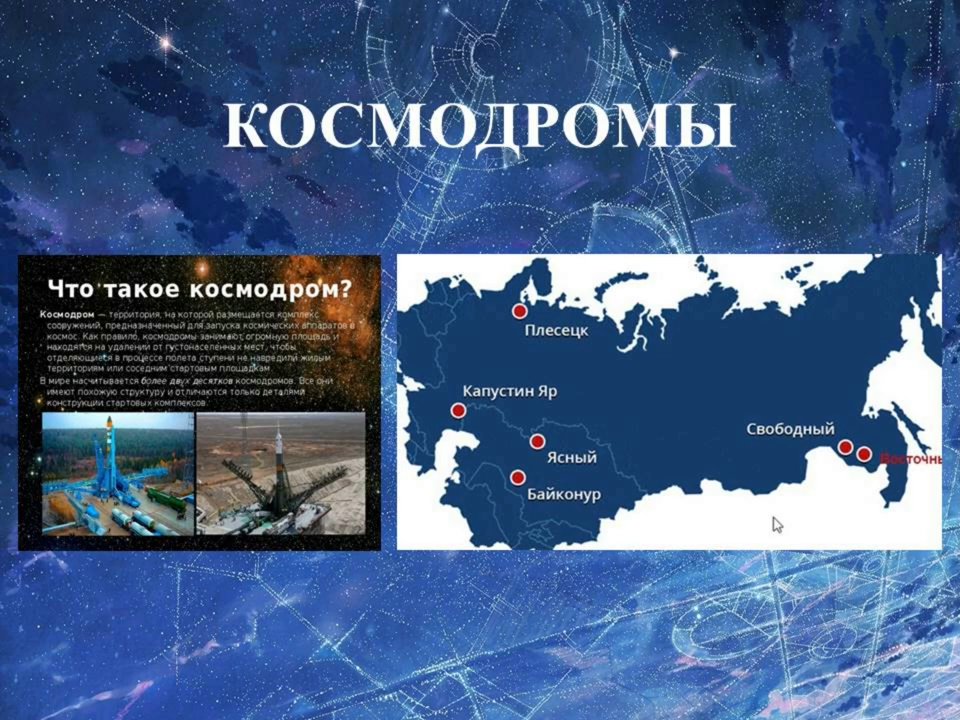 КОСМОДРОМЫ
Что такое космодром?
Космодром — территория, на которой размещается комплекс
сооружений, предназначенный для запуска космических аппаратов в
космос. Как правило, космодромы занимают огромную площадь и
находятся на удалении от густонаселённых мест, чтобы
отделяющиеся в процессе полета ступени не навредили жилым
территориям или соседним стартовым площадкам.
В мире насчитывается более двух десятков космодромов. Все они
имеют похожую структуру и отличаются только деталями
конструкции стартовых комплексов.
Плесецк
Капустин Яр
Свободный
Восточнь
Ясный
Байконур